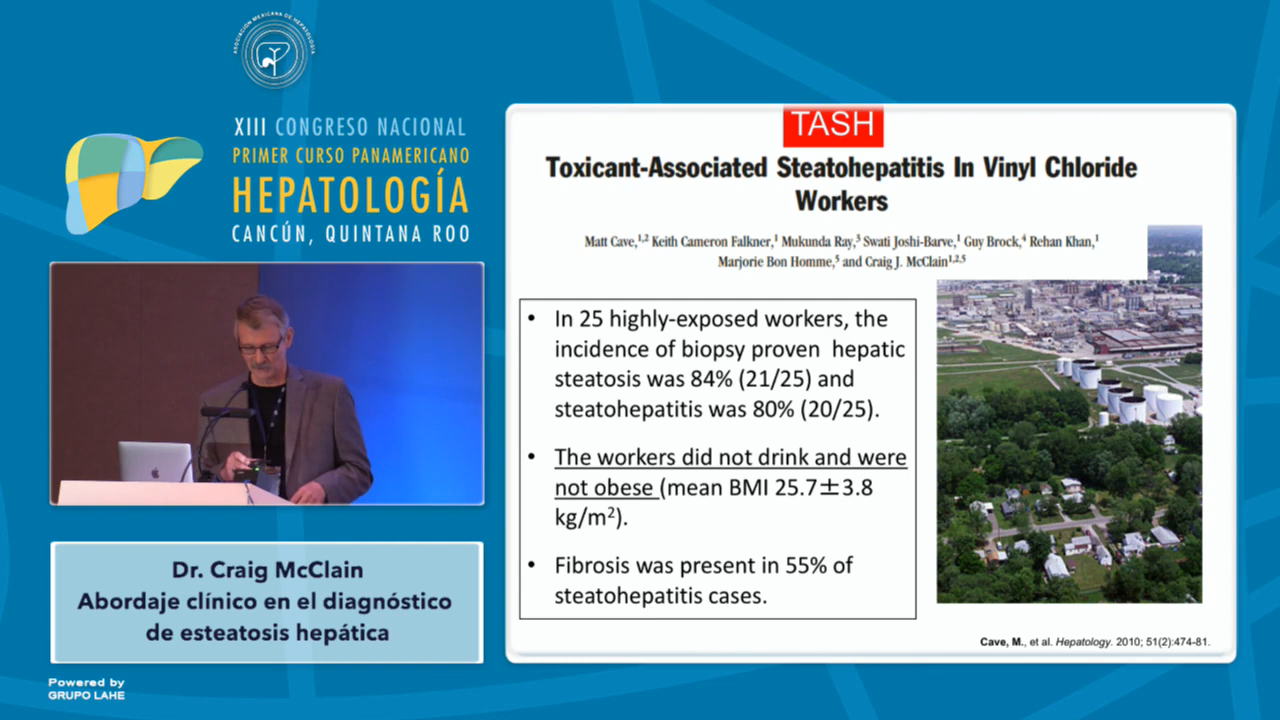 ASOCIACIÓN MEXICANA DE HEPATOLOGÍA
XIII CONGRESO NACIONAL
PRIMER CURSO PANAMERICANO
HEPATOLOGÍA
CANCÚN, QUINTANA ROO
Dr. Craig McClain
Abordaje clínico en el diagnóstico
de esteatosis hepática
Powered by
GRUPO LAHE
TASH
Toxicant-Associated Steatohepatitis In Vinyl Chloride
Workers
Matt Cave,1,2 Keith Cameron Falkner,1 Mukunda Ray,3 Swati Joshi-Barve,1 Guy Brock,4 Rehan Khan,1
Marjorie Bon Homme,5 and Craig J. McClain1,2,5
• In 25 highly-exposed workers, the
incidence of biopsy proven hepatic
steatosis was 84% (21/25) and
steatohepatitis was 80% (20/25).
• The workers did not drink and were
not obese (mean BMI 25.7±3.8
kg/m²).
• Fibrosis was present in 55% of
steatohepatitis cases.
Cave, M., et al. Hepatology. 2010; 51(2):474-81.